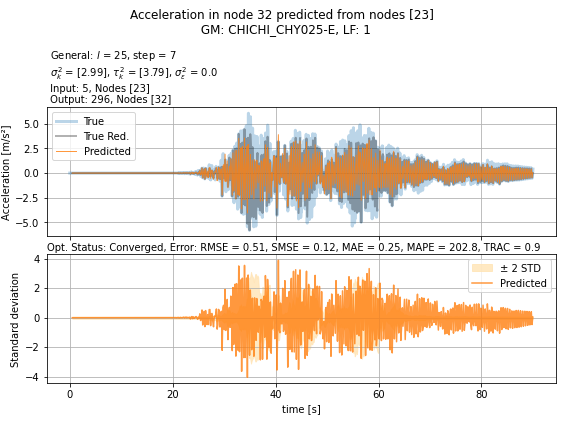 Acceleration in node 32 predicted from nodes [23]
GM: CHICHI_CHY025-E, LF: 1
General: l = 25, step = 7
σ²ₖ = [2.99], τ²ₖ = [3.79], σ²ε = 0.0
Input: 5, Nodes [23]
Output: 296, Nodes [32]
Acceleration [m/s²]
5.0
2.5
0.0
−2.5
−5.0
True
True Red.
Predicted
Opt. Status: Converged, Error: RMSE = 0.51, SMSE = 0.12, MAE = 0.25, MAPE = 202.8, TRAC = 0.9
Standard deviation
4
2
0
−2
−4
± 2 STD
Predicted
0 20 40 60 80
time [s]